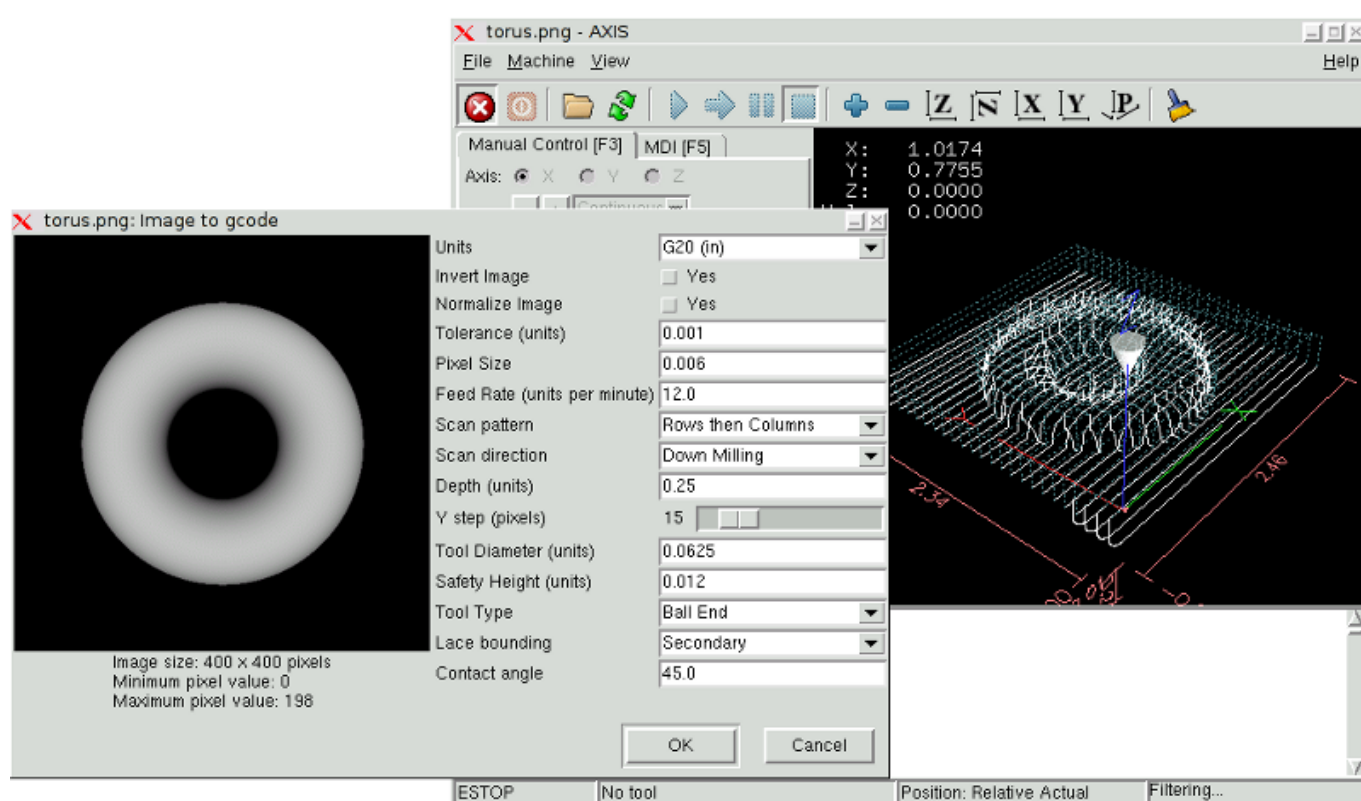 torus.png - AXIS
File Machine View Help
Z N X Y P
Manual Control [F3] MDI [F5]
Axis: X Y Z
Continuous
X: 1.0174
Y: 0.7755
Z: 0.0000
0.0000
torus.png: Image to gcode
Units G20 (in)
Invert Image Yes
Normalize Image Yes
Tolerance (units) 0.001
Pixel Size 0.006
Feed Rate (units per minute) 12.0
Scan pattern Rows then Columns
Scan direction Down Milling
Depth (units) 0.25
Y step (pixels) 15
Tool Diameter (units) 0.0625
Safety Height (units) 0.012
Tool Type Ball End
Lace bounding Secondary
Contact angle 45.0
Image size: 400 x 400 pixels
Minimum pixel value: 0
Maximum pixel value: 198
OK Cancel
X Y
2.34 2.46
ESTOP No tool Position: Relative Actual Filtering...